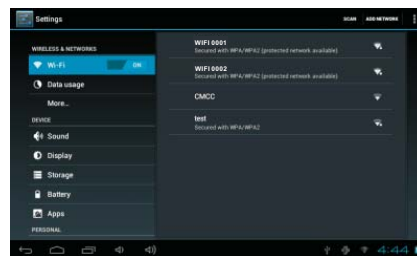 Settings
SCAN ADD NETWORK
WIRELESS & NETWORKS
Wi-Fi ON
Data usage
More...
DEVICE
Sound
Display
Storage
Battery
Apps
PERSONAL
WIFI 0001
Secured with WPA/WPA2 (protected network available)
WIFI 0002
Secured with WPA/WPA2 (protected network available)
CMCC
test
Secured with WPA/WPA2
4:44